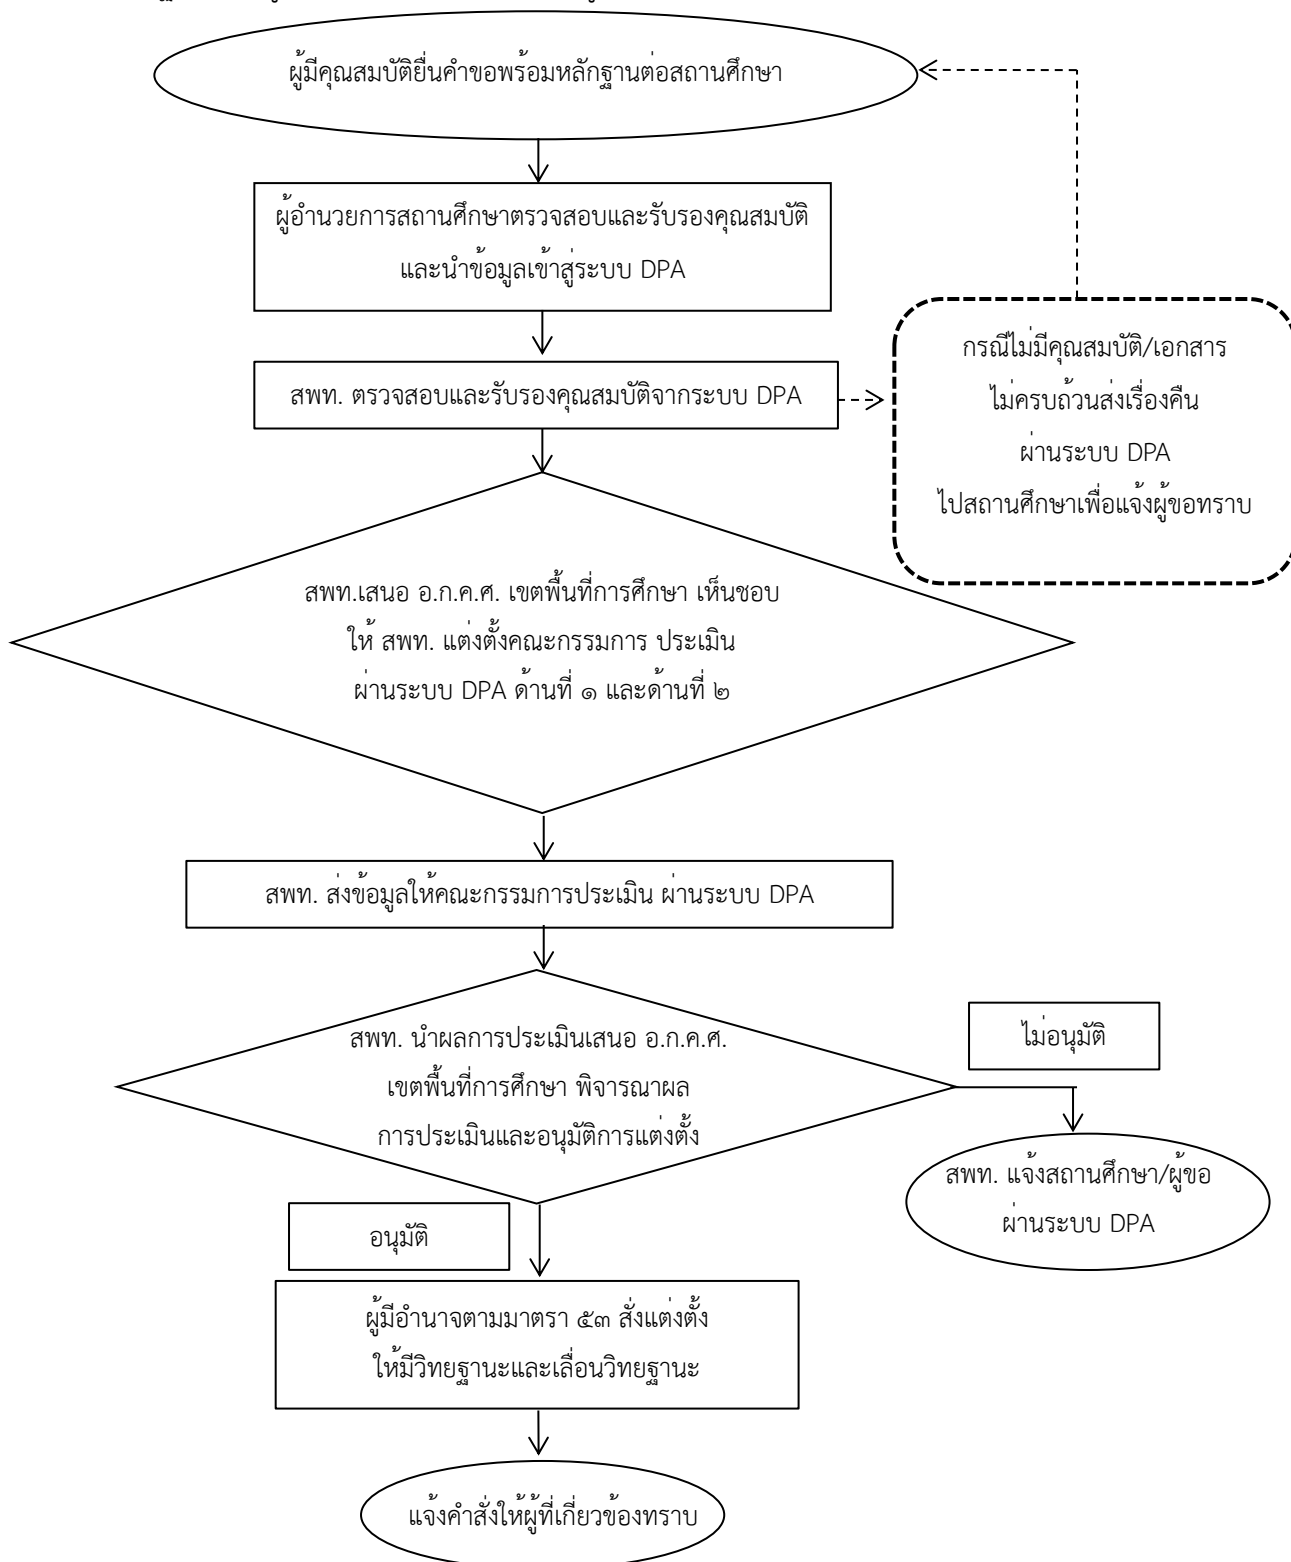 ผู้มีคุณสมบัติยื่นคำขอพร้อมหลักฐานต่อสถานศึกษา
ผู้อำนวยการสถานศึกษาตรวจสอบและรับรองคุณสมบัติ
และนำข้อมูลเข้าสู่ระบบ DPA
สพท. ตรวจสอบและรับรองคุณสมบัติจากระบบ DPA
กรณีไม่มีคุณสมบัติ/เอกสาร
ไม่ครบถ้วนส่งเรื่องคืน
ผ่านระบบ DPA
ไปสถานศึกษาเพื่อแจ้งผู้ขอทราบ
สพท.เสนอ อ.ก.ค.ศ. เขตพื้นที่การศึกษา เห็นชอบ
ให้ สพท. แต่งตั้งคณะกรรมการ ประเมิน
ผ่านระบบ DPA ด้านที่ ๑ และด้านที่ ๒
สพท. ส่งข้อมูลให้คณะกรรมการประเมิน ผ่านระบบ DPA
สพท. นำผลการประเมินเสนอ อ.ก.ค.ศ.
เขตพื้นที่การศึกษา พิจารณาผล
การประเมินและอนุมัติการแต่งตั้ง
ไม่อนุมัติ
สพท. แจ้งสถานศึกษา/ผู้ขอ
ผ่านระบบ DPA
อนุมัติ
ผู้มีอำนาจตามมาตรา ๕๓ สั่งแต่งตั้ง
ให้มีวิทยฐานะและเลื่อนวิทยฐานะ
แจ้งคำสั่งให้ผู้ที่เกี่ยวข้องทราบ